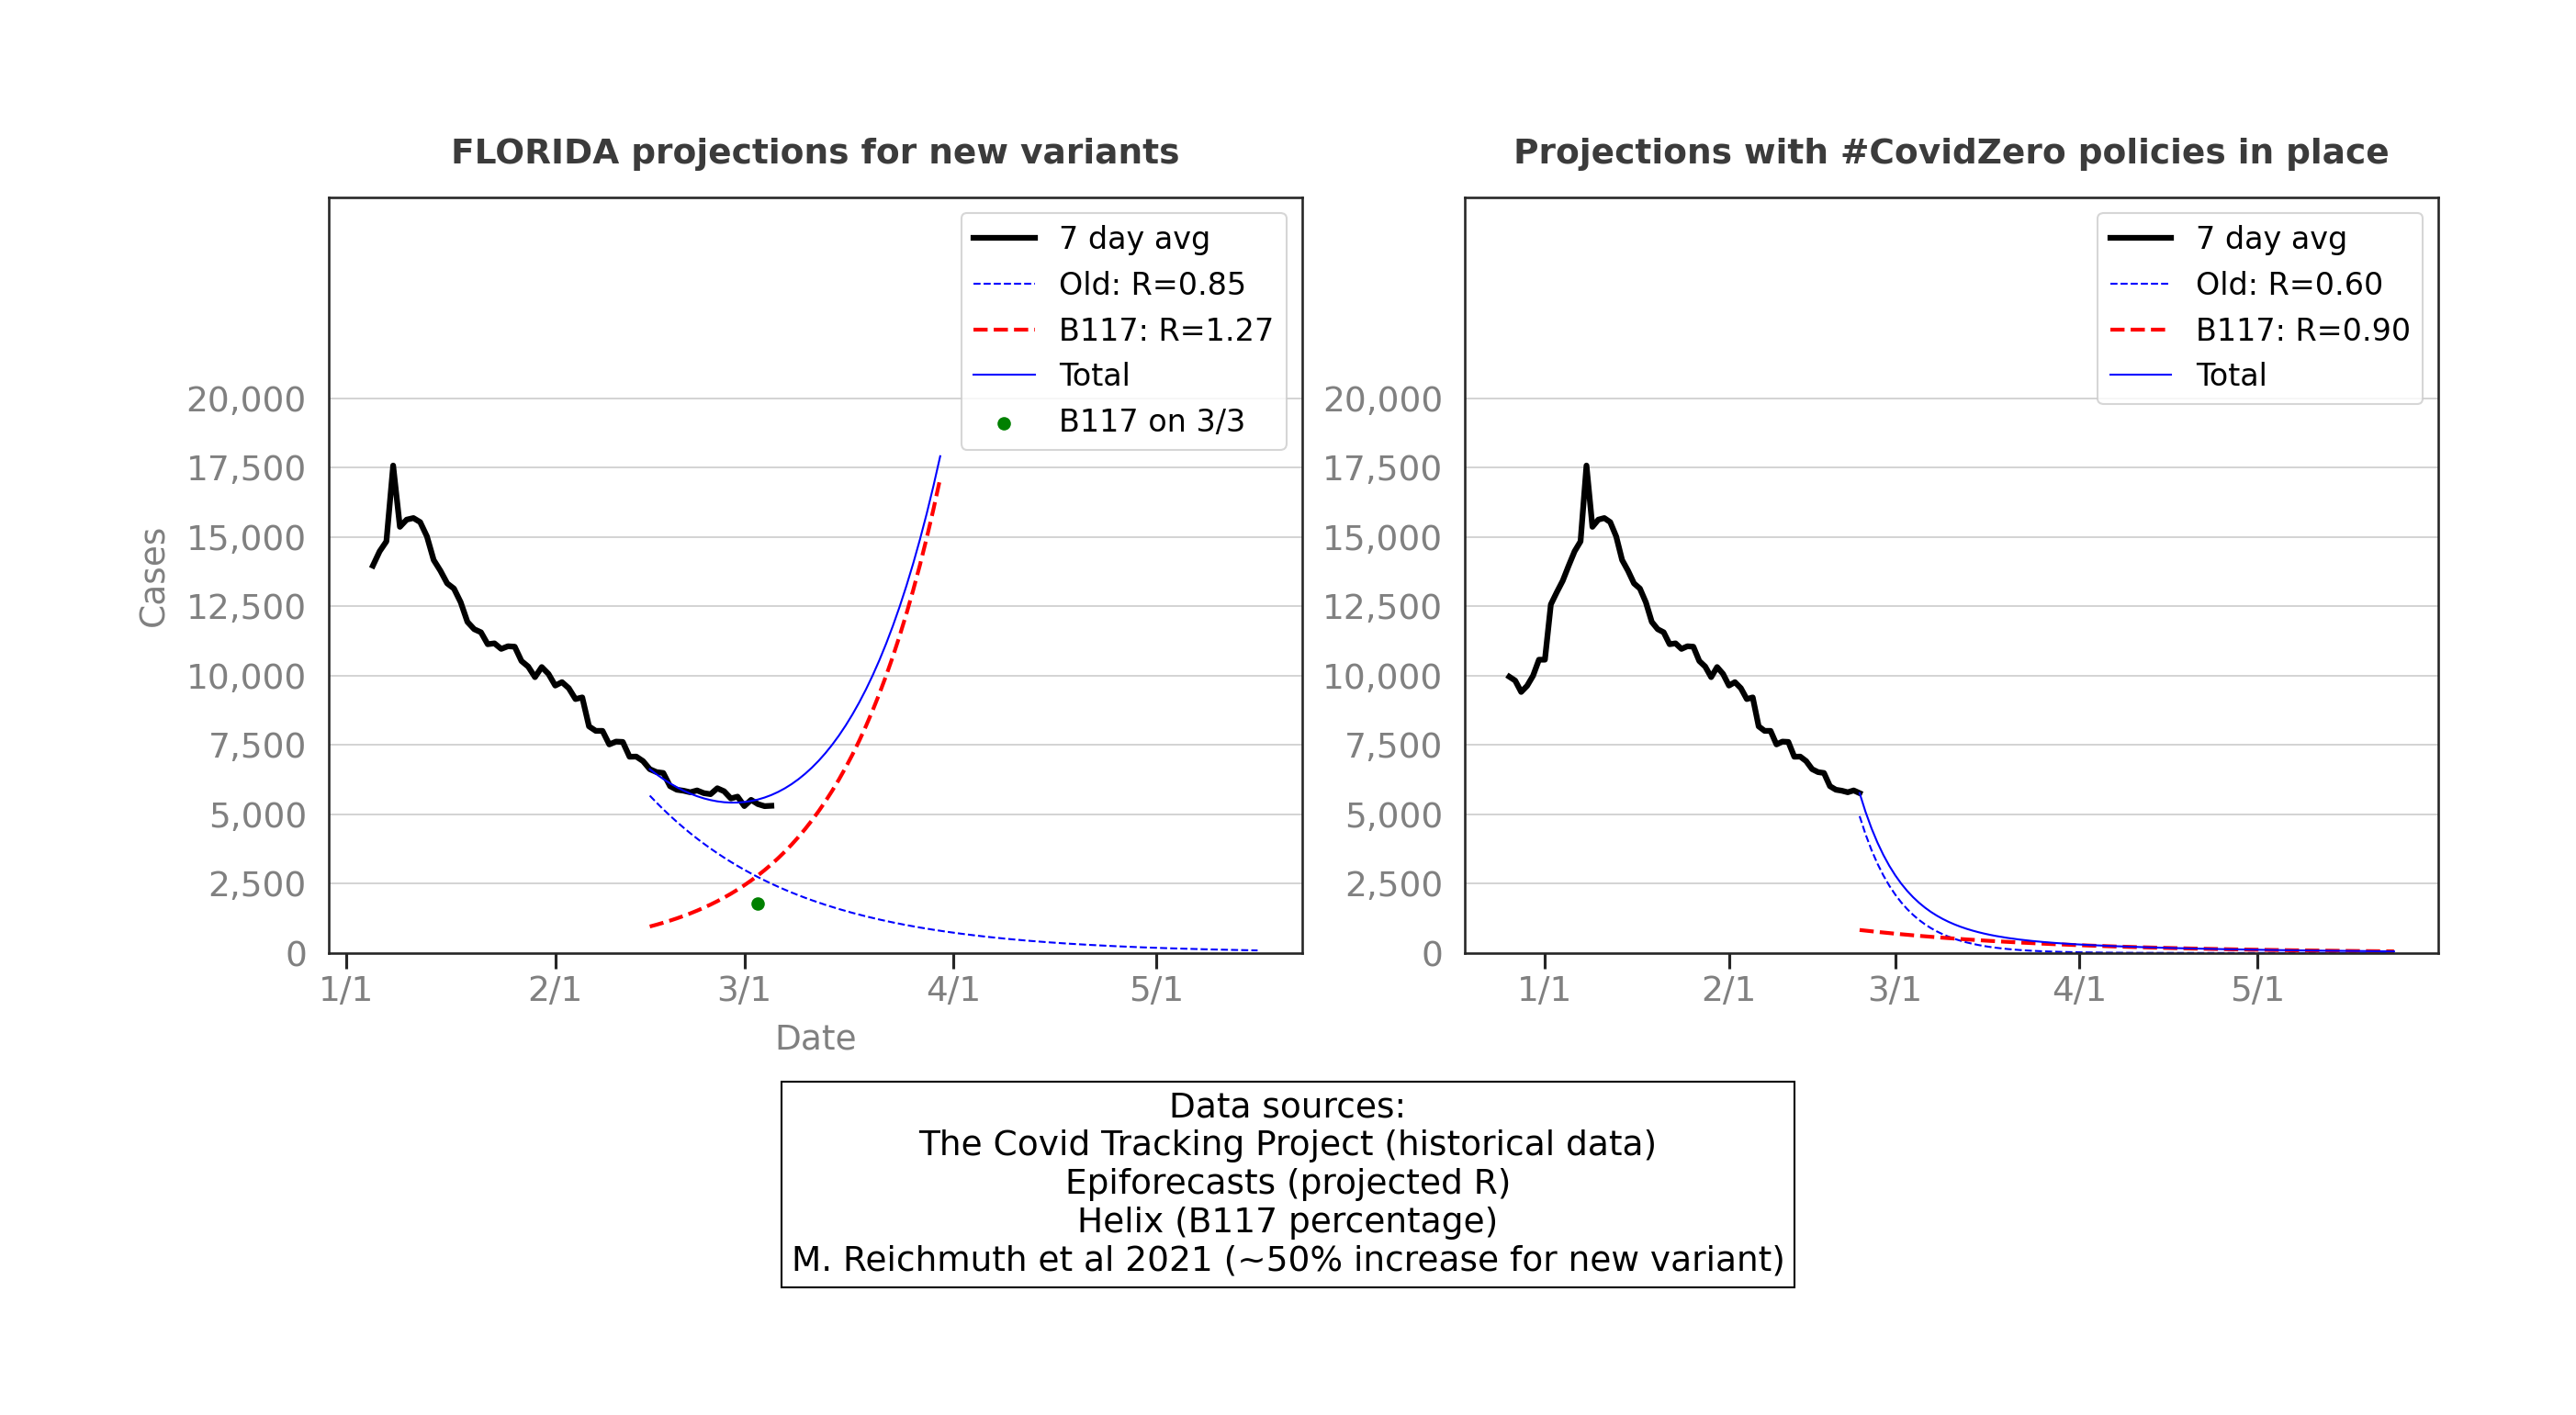 FLORIDA projections for new variants
7 day avg
Old: R=0.85
B117: R=1.27
Total
B117 on 3/3
Cases
20,000
17,500
15,000
12,500
10,000
7,500
5,000
2,500
0
1/1
2/1
3/1
4/1
5/1
Date
Projections with #CovidZero policies in place
7 day avg
Old: R=0.60
B117: R=0.90
Total
20,000
17,500
15,000
12,500
10,000
7,500
5,000
2,500
0
1/1
2/1
3/1
4/1
5/1
Data sources:
The Covid Tracking Project (historical data)
Epiforecasts (projected R)
Helix (B117 percentage)
M. Reichmuth et al 2021 (~50% increase for new variant)